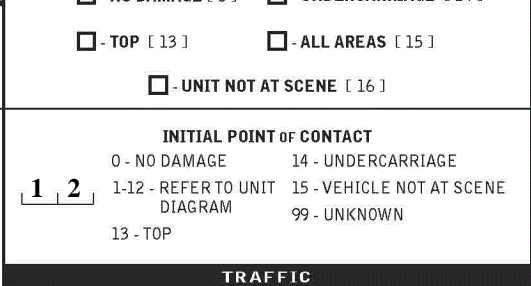 - TOP [ 13 ] - ALL AREAS [ 15 ]
- UNIT NOT AT SCENE [ 16 ]
INITIAL POINT OF CONTACT
0 - NO DAMAGE 14 - UNDERCARRIAGE
1 2 1-12 - REFER TO UNIT 15 - VEHICLE NOT AT SCENE
DIAGRAM 99 - UNKNOWN
13 - TOP
TRAFFIC